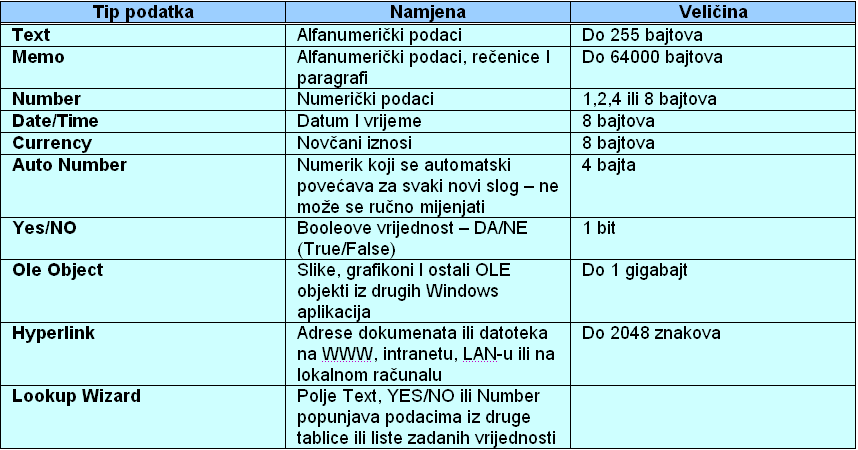 Tip podatka Namjena Veličina
Text Alfanumerički podaci Do 255 bajtova
Memo Alfanumerički podaci, rečenice I Do 64000 bajtova
paragrafi
Number Numerički podaci 1,2,4 ili 8 bajtova
Date/Time Datum I vrijeme 8 bajtova
Currency Novčani iznosi 8 bajtova
Auto Number Numerik koji se automatski 4 bajta
povećava za svaki novi slog – ne
može se ručno mijenjati
Yes/NO Booleove vrijednost – DA/NE 1 bit
(True/False)
Ole Object Slike, grafikoni I ostali OLE Do 1 gigabajt
objekti iz drugih Windows
aplikacija
Hyperlink Adrese dokumenata ili datoteka Do 2048 znakova
na WWW, intranetu, LAN-u ili na
lokalnom računalu
Lookup Wizard Polje Text, YES/NO ili Number
popunjava podacima iz druge
tablice ili liste zadanih vrijednosti